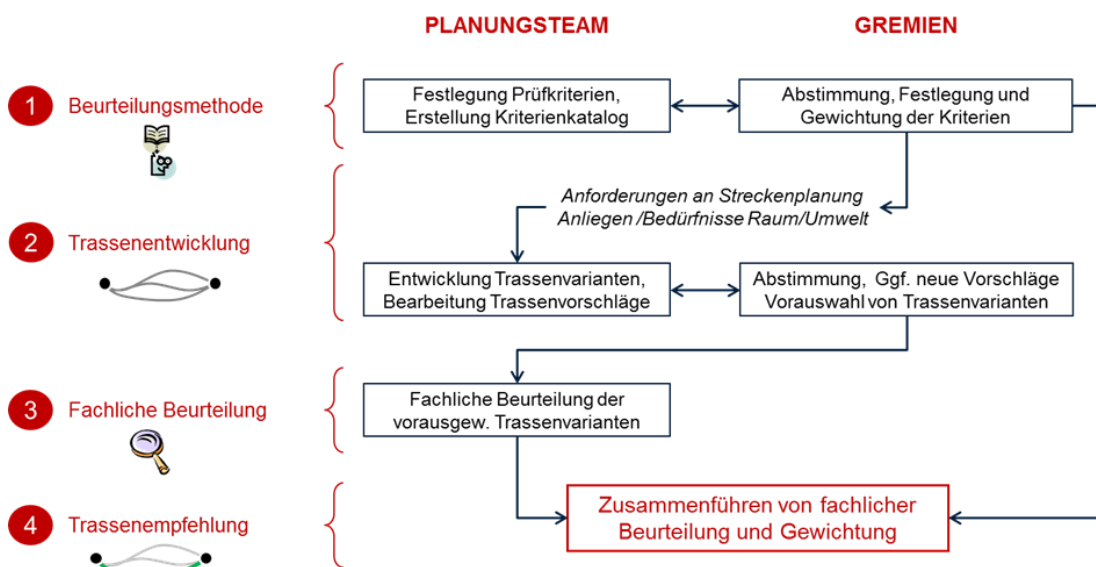 PLANUNGSTEAM
GREMIEN
1
Beurteilungsmethode
Festlegung Prüfkriterien,
Erstellung Kriterienkatalog
Abstimmung, Festlegung und
Gewichtung der Kriterien
Anforderungen an Streckenplanung
Anliegen /Bedürfnisse Raum/Umwelt
2
Trassenentwicklung
Entwicklung Trassenvarianten,
Bearbeitung Trassenvorschläge
Abstimmung, Ggf. neue Vorschläge
Vorauswahl von Trassenvarianten
3
Fachliche Beurteilung
Fachliche Beurteilung der
vorausgew. Trassenvarianten
4
Trassenempfehlung
Zusammenführen von fachlicher
Beurteilung und Gewichtung